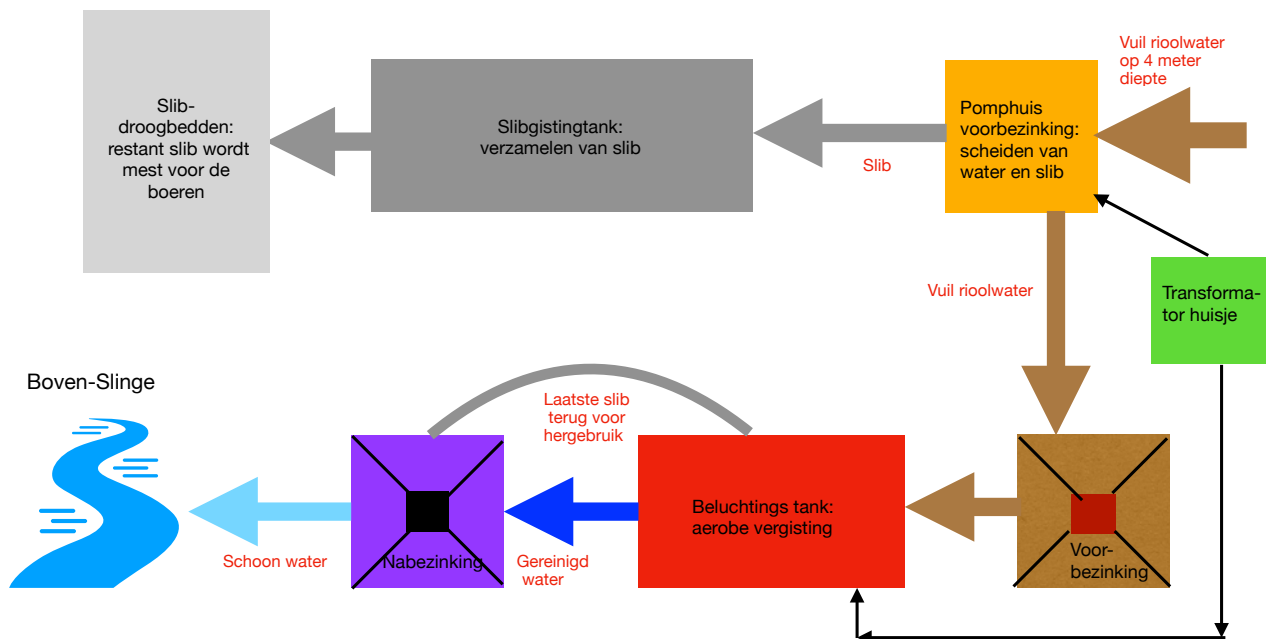 Vuil rioolwater
op 4 meter
diepte
Slib-
droogbedden:
restant slib wordt
mest voor de
boeren
Slibgistingtank:
verzamelen van slib
Pomphuis
voorbezinking:
scheiden van
water en slib
Slib
Vuil rioolwater
Transforma-
tor huisje
Boven-Slinge
Laatste slib
terug voor
hergebruik
Beluchtings tank:
aerobe vergisting
Voor-
bezinking
Nabezinking
Schoon water
Gereinigd
water